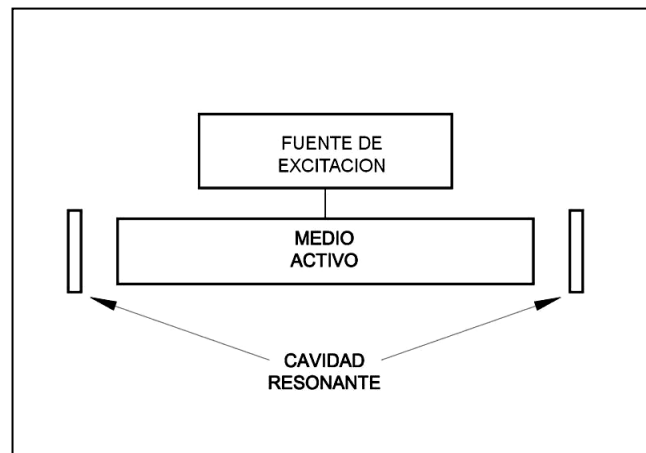 FUENTE DE
EXCITACION
MEDIO
ACTIVO
CAVIDAD
RESONANTE